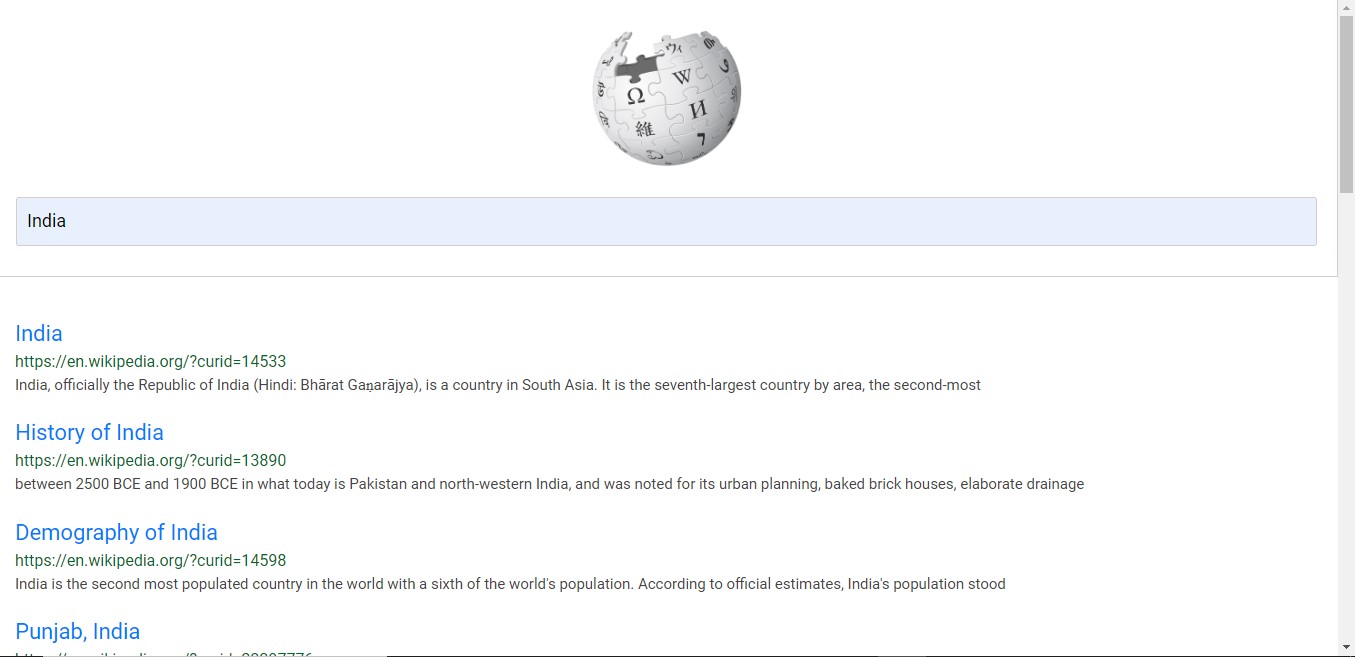 Ω W И 維 ウィ 7
India
India
https://en.wikipedia.org/?curid=14533
India, officially the Republic of India (Hindi: Bhārat Gaṇarājya), is a country in South Asia. It is the seventh-largest country by area, the second-most
History of India
https://en.wikipedia.org/?curid=13890
between 2500 BCE and 1900 BCE in what today is Pakistan and north-western India, and was noted for its urban planning, baked brick houses, elaborate drainage
Demography of India
https://en.wikipedia.org/?curid=14598
India is the second most populated country in the world with a sixth of the world's population. According to official estimates, India's population stood
Punjab, India